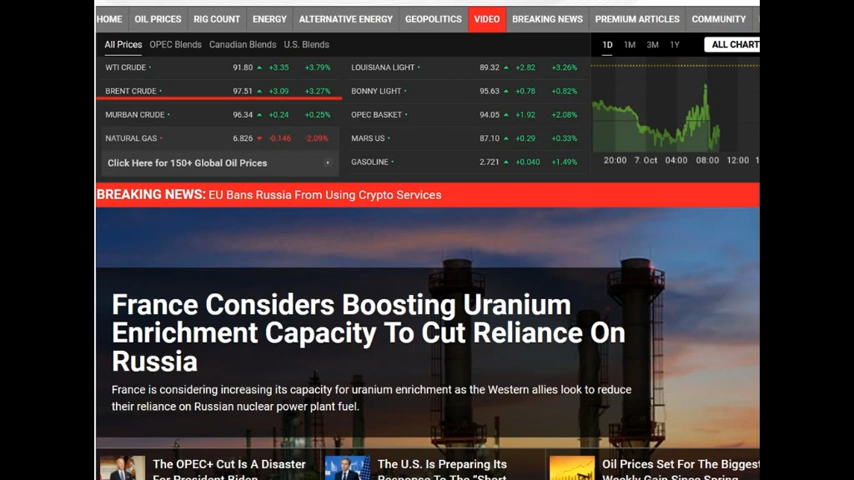 HOME OIL PRICES RIG COUNT ENERGY ALTERNATIVE ENERGY GEOPOLITICS VIDEO BREAKING NEWS PREMIUM ARTICLES COMMUNITY
All Prices OPEC Blends Canadian Blends U.S. Blends
1D 1M 3M 1Y ALL CHART
WTI CRUDE 91.80 +3.35 +3.79% LOUISIANA LIGHT 89.32 +2.82 +3.26%
BRENT CRUDE 97.51 +3.09 +3.27% BONNY LIGHT 95.63 +0.78 +0.82%
MURBAN CRUDE 96.34 +0.24 +0.25% OPEC BASKET 94.05 +1.92 +2.08%
NATURAL GAS 6.826 -0.146 -2.09% MARS US 87.10 +0.29 +0.33%
Click Here for 150+ Global Oil Prices GASOLINE 2.721 +0.040 +1.49%
20:00 7. Oct 04:00 08:00 12:00 1
BREAKING NEWS: EU Bans Russia From Using Crypto Services
France Considers Boosting Uranium
Enrichment Capacity To Cut Reliance On
Russia
France is considering increasing its capacity for uranium enrichment as the Western allies look to reduce
their reliance on Russian nuclear power plant fuel.
The OPEC+ Cut Is A Disaster
For President Biden
The U.S. Is Preparing Its
Response To The "Short
Oil Prices Set For The Biggest
Weekly Gain Since Spring